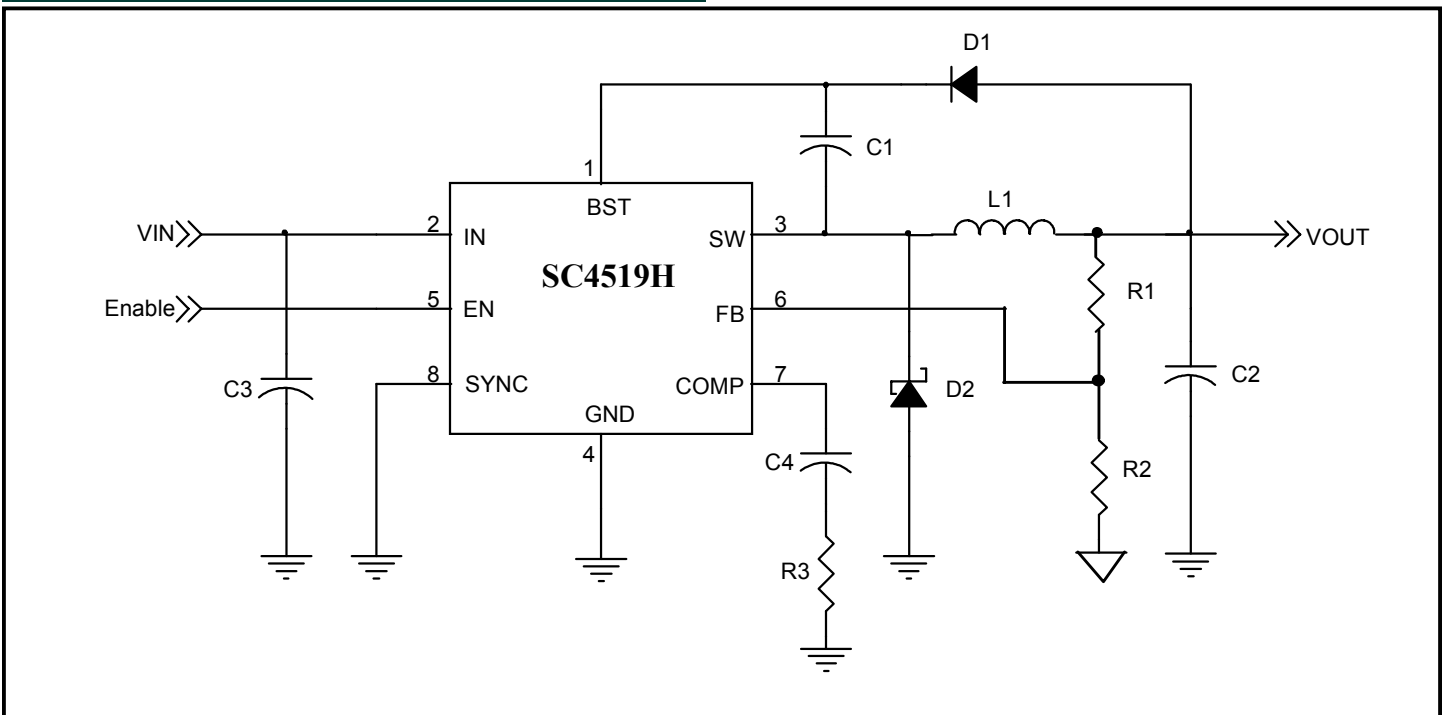 D1
C1
1
BST
L1
VIN
2
IN
SW
3
VOUT
SC4519H
R1
Enable
5
EN
FB
6
C3
8
SYNC
COMP
7
D2
C2
GND
4
C4
R2
R3